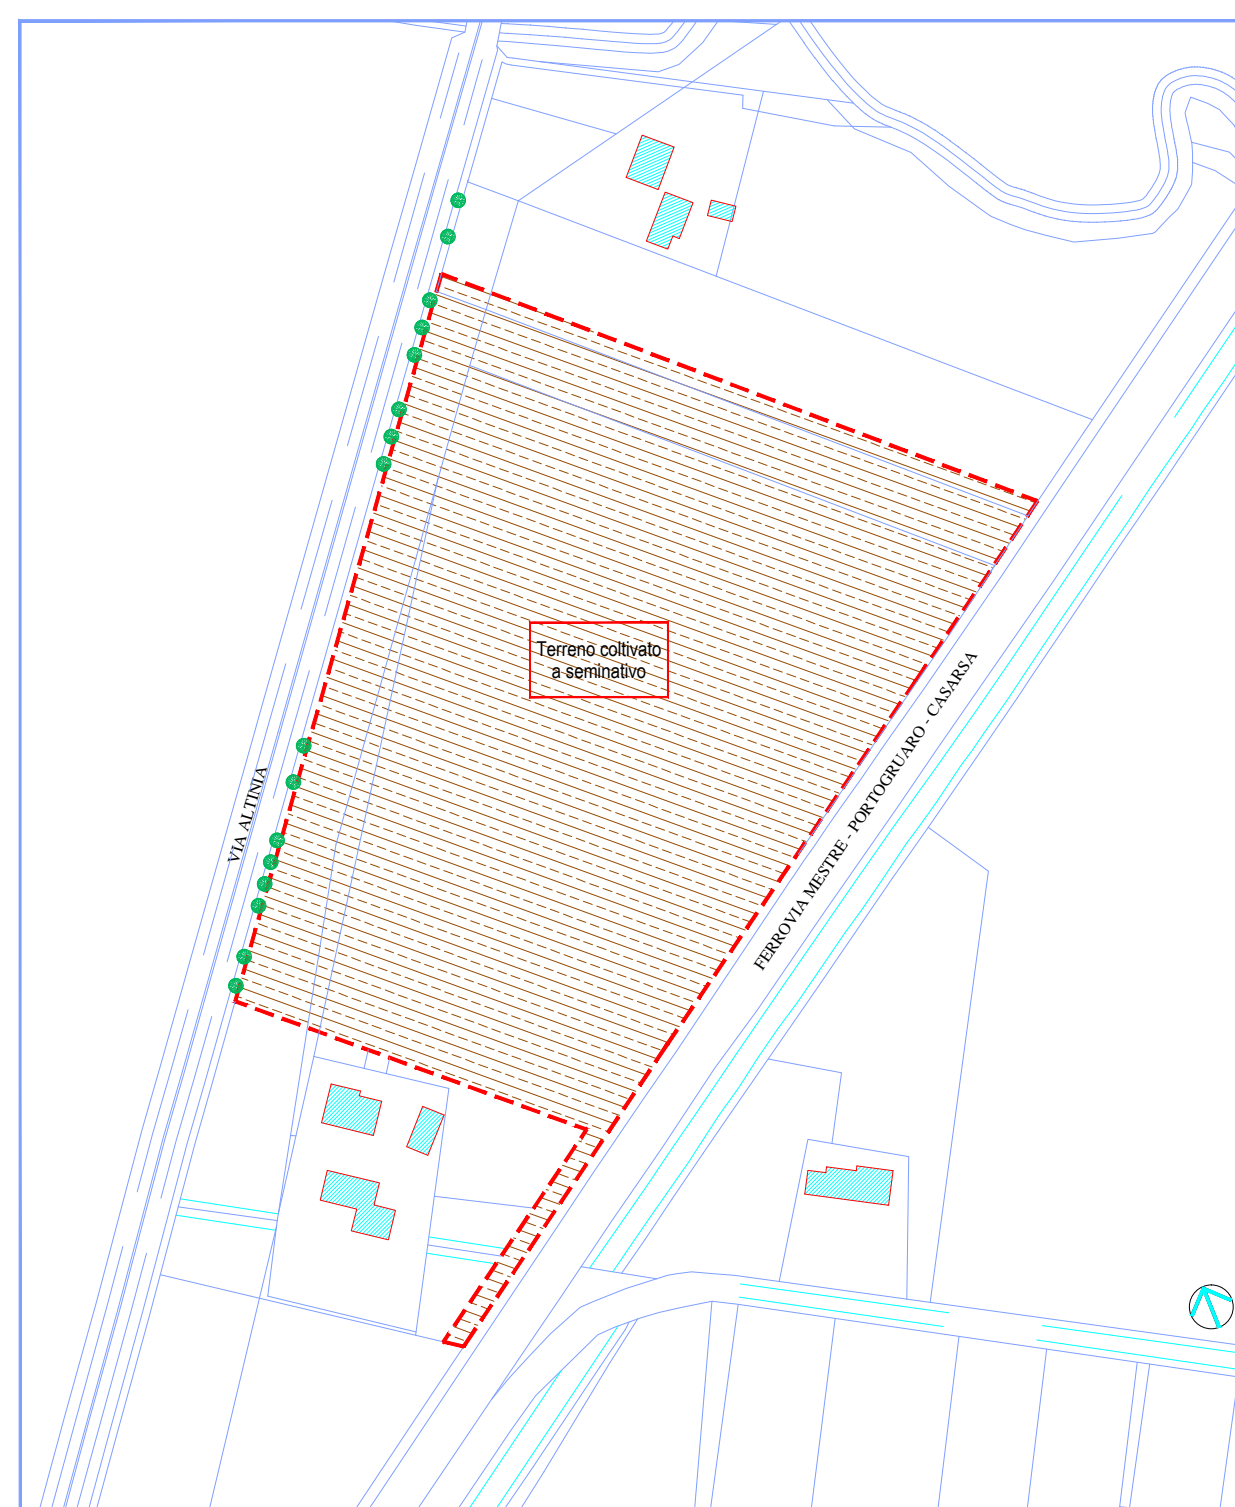 Terreno coltivato
a seminativo
VIA ALTINIA
FERROVIA MESTRE - PORTOGRUARO - CASARSA